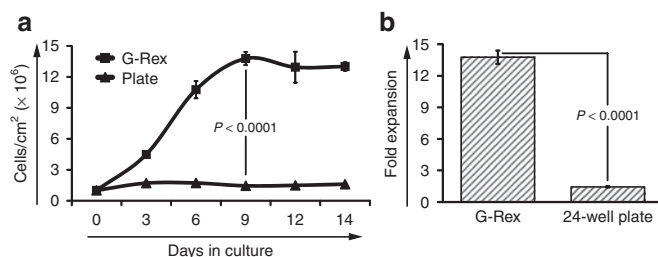 a
Cells/cm² (× 10⁶)
15
12
9
6
3
0
G-Rex
Plate
P < 0.0001
0 3 6 9 12 14
Days in culture
b
Fold expansion
15
12
9
6
3
0
P < 0.0001
G-Rex 24-well plate